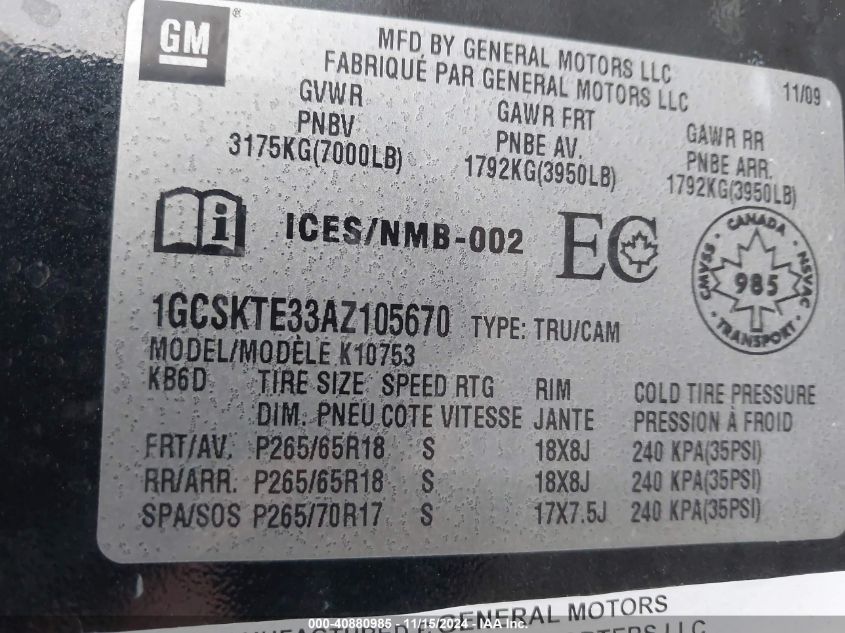 GM ®
MFD BY GENERAL MOTORS LLC
FABRIQUÉ PAR GENERAL MOTORS LLC
11/09
GVWR
PNBV
3175KG(7000LB)
GAWR FRT
PNBE AV.
1792KG(3950LB)
GAWR RR
PNBE ARR.
1792KG(3950LB)
i ICES/NMB-002 EC
CANADA
CMVSS 985 NSVAC
TRANSPORT
1GCSKTE33AZ105670 TYPE: TRU/CAM
MODEL/MODÈLE K10753
KB6D TIRE SIZE SPEED RTG RIM COLD TIRE PRESSURE
DIM. PNEU COTE VITESSE JANTE PRESSION À FROID
FRT/AV. P265/65R18 S 18X8J 240 KPA(35PSI)
RR/ARR. P265/65R18 S 18X8J 240 KPA(35PSI)
SPA/SOS P265/70R17 S 17X7.5J 240 KPA(35PSI)
GENERAL MOTORS
000-40880985 - 11/15/2024 - IAA Inc.